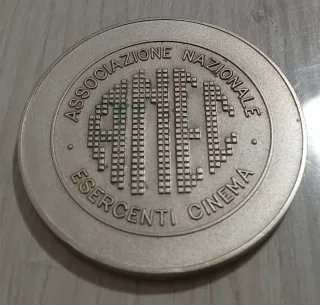 ASSOCIAZIONE NAZIONALE
ANEC
ESERCENTI CINEMA